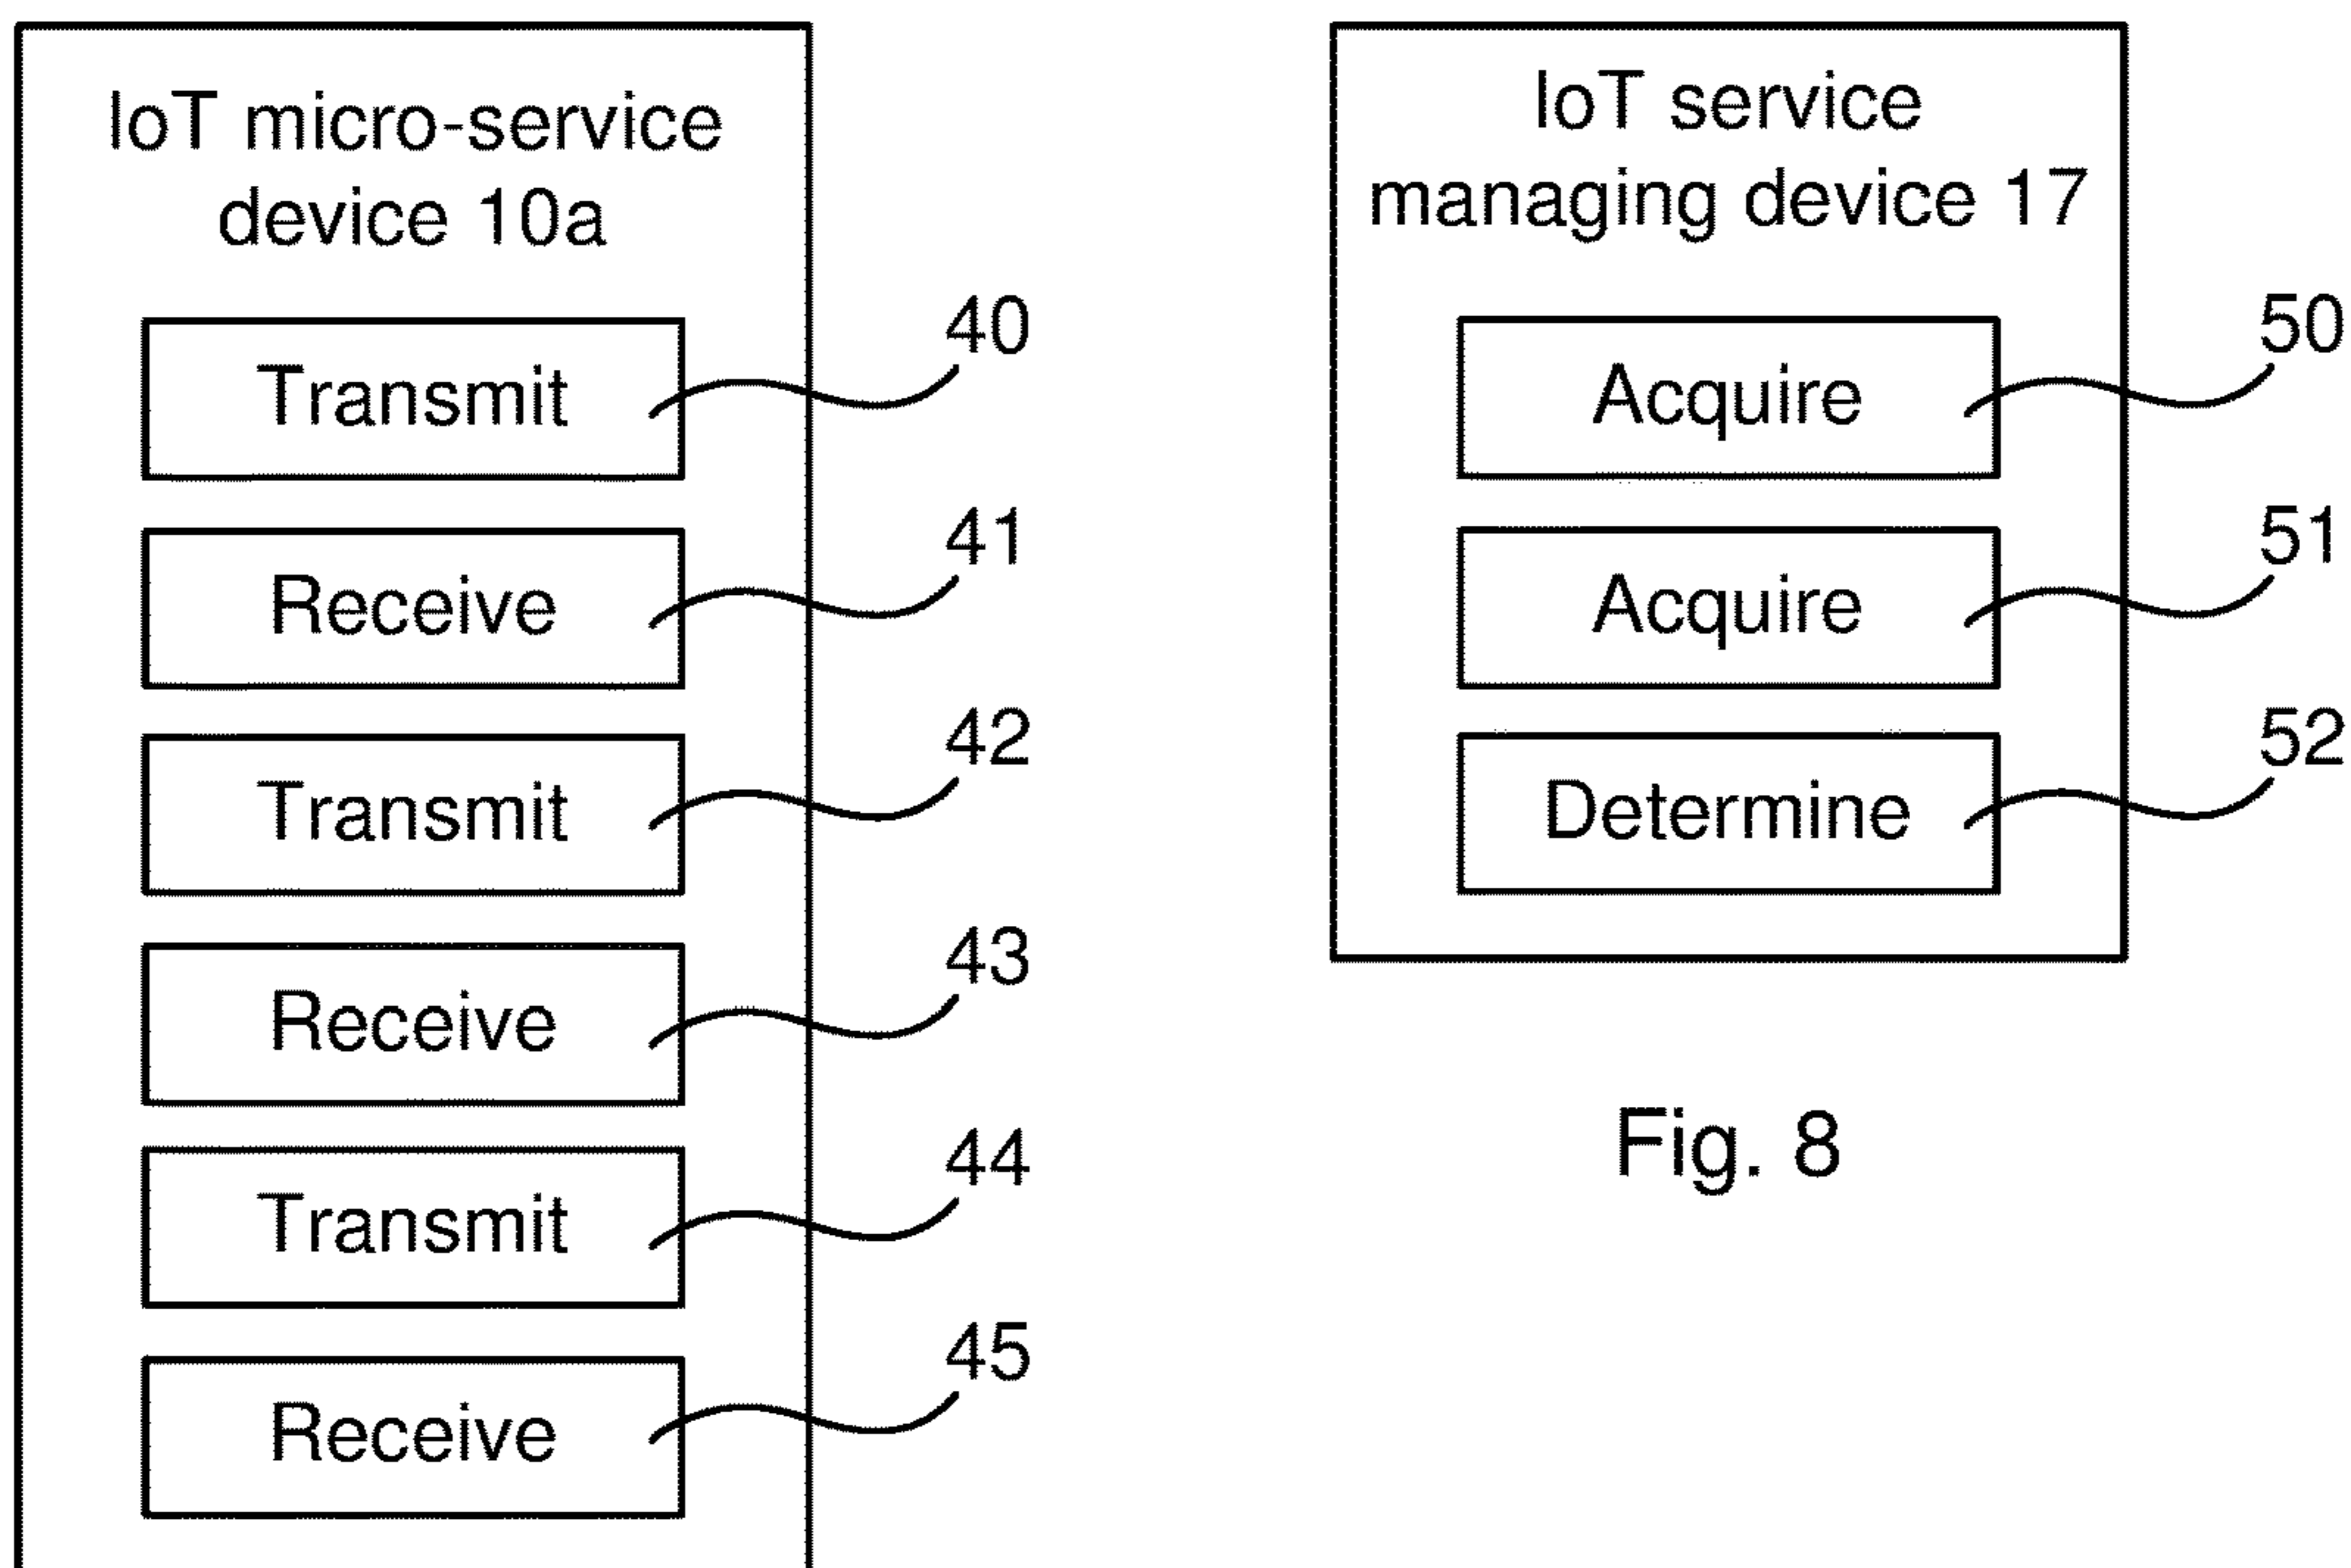 IoT micro-service
device 10a
Transmit
40
Receive
41
Transmit
42
Receive
43
Transmit
44
Receive
45
IoT service
managing device 17
Acquire
50
Acquire
51
Determine
52
Fig. 8